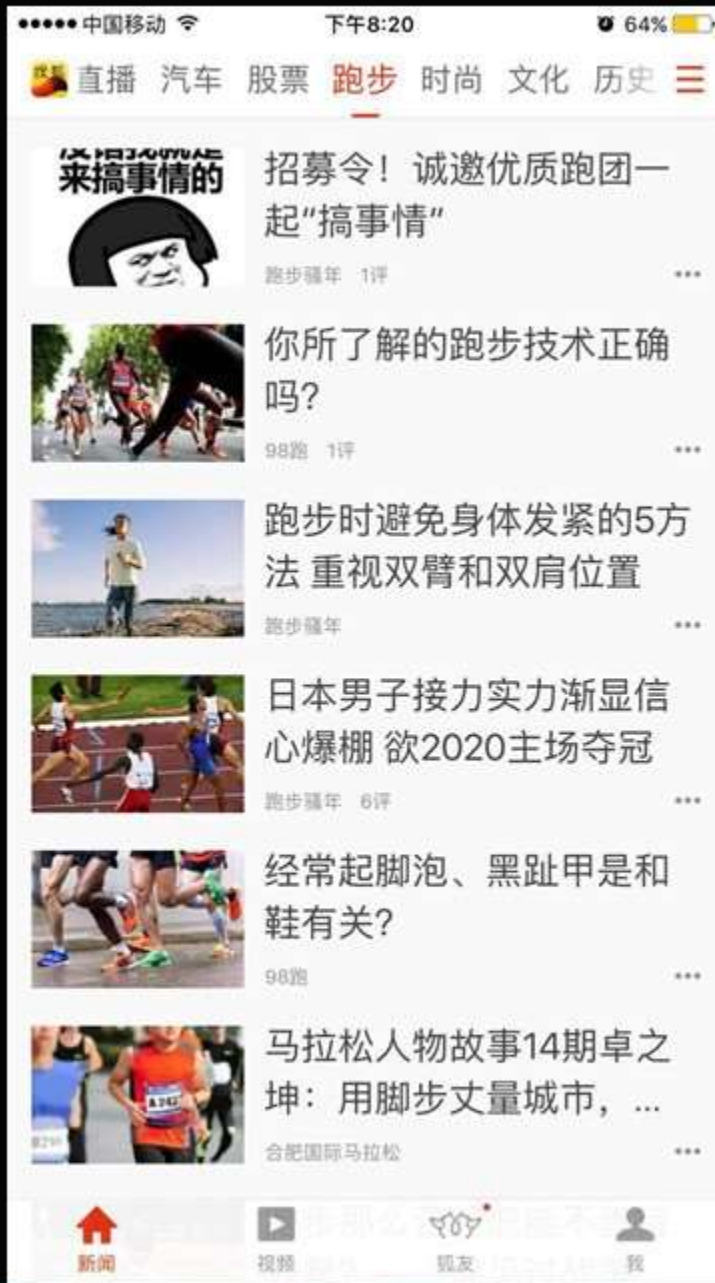 中国移动 下午8:20 64%
搜狐 直播 汽车 股票 跑步 时尚 文化 历史
来搞事情的
招募令！诚邀优质跑团一
起“搞事情”
跑步骚年 1评
你所了解的跑步技术正确
吗?
98跑 1评
跑步时避免身体发紧的5方
法 重视双臂和双肩位置
跑步骚年
日本男子接力实力渐显信
心爆棚 欲2020主场夺冠
跑步骚年 6评
经常起脚泡、黑趾甲是和
鞋有关?
98跑
A242
马拉松人物故事14期卓之
坤：用脚步丈量城市，...
合肥国际马拉松
新闻 视频 狐友 我